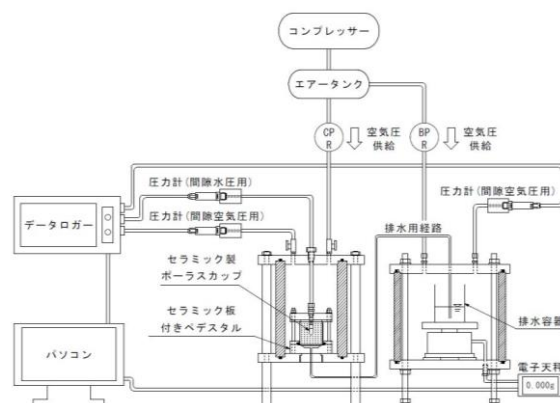 コンプレッサー
エアータンク
CP
R
空気圧
供給
BP
R
空気圧
供給
圧力計(間隙水圧用)
圧力計(間隙空気圧用)
圧力計(間隙空気圧用)
データロガー
排水用経路
セラミック製
ポーラスカップ
セラミック板
付きペデスタル
排水容器
パソコン
電子天秤
0.000g